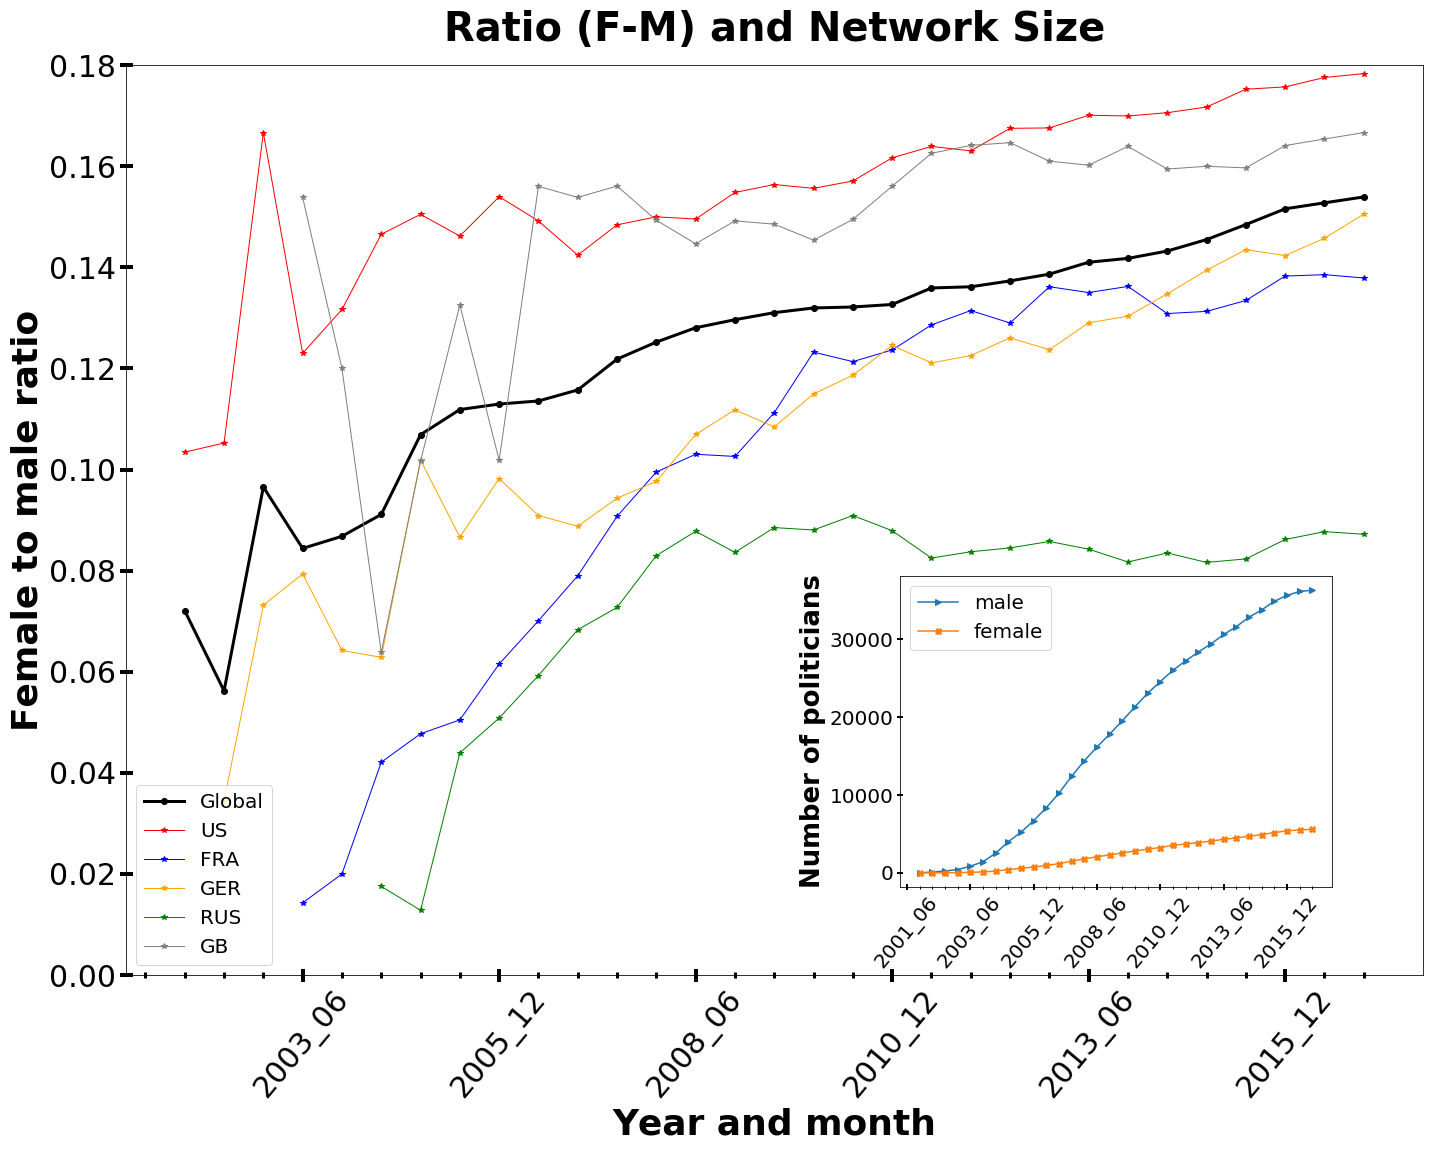 Ratio (F-M) and Network Size
Female to male ratio
0.18
0.16
0.14
0.12
0.10
0.08
0.06
0.04
0.02
0.00
Global
US
FRA
GER
RUS
GB
2003_06
2005_12
2008_06
2010_12
2013_06
2015_12
Year and month
Number of politicians
30000
20000
10000
0
male
female
2001_06
2003_06
2005_12
2008_06
2010_12
2013_06
2015_12